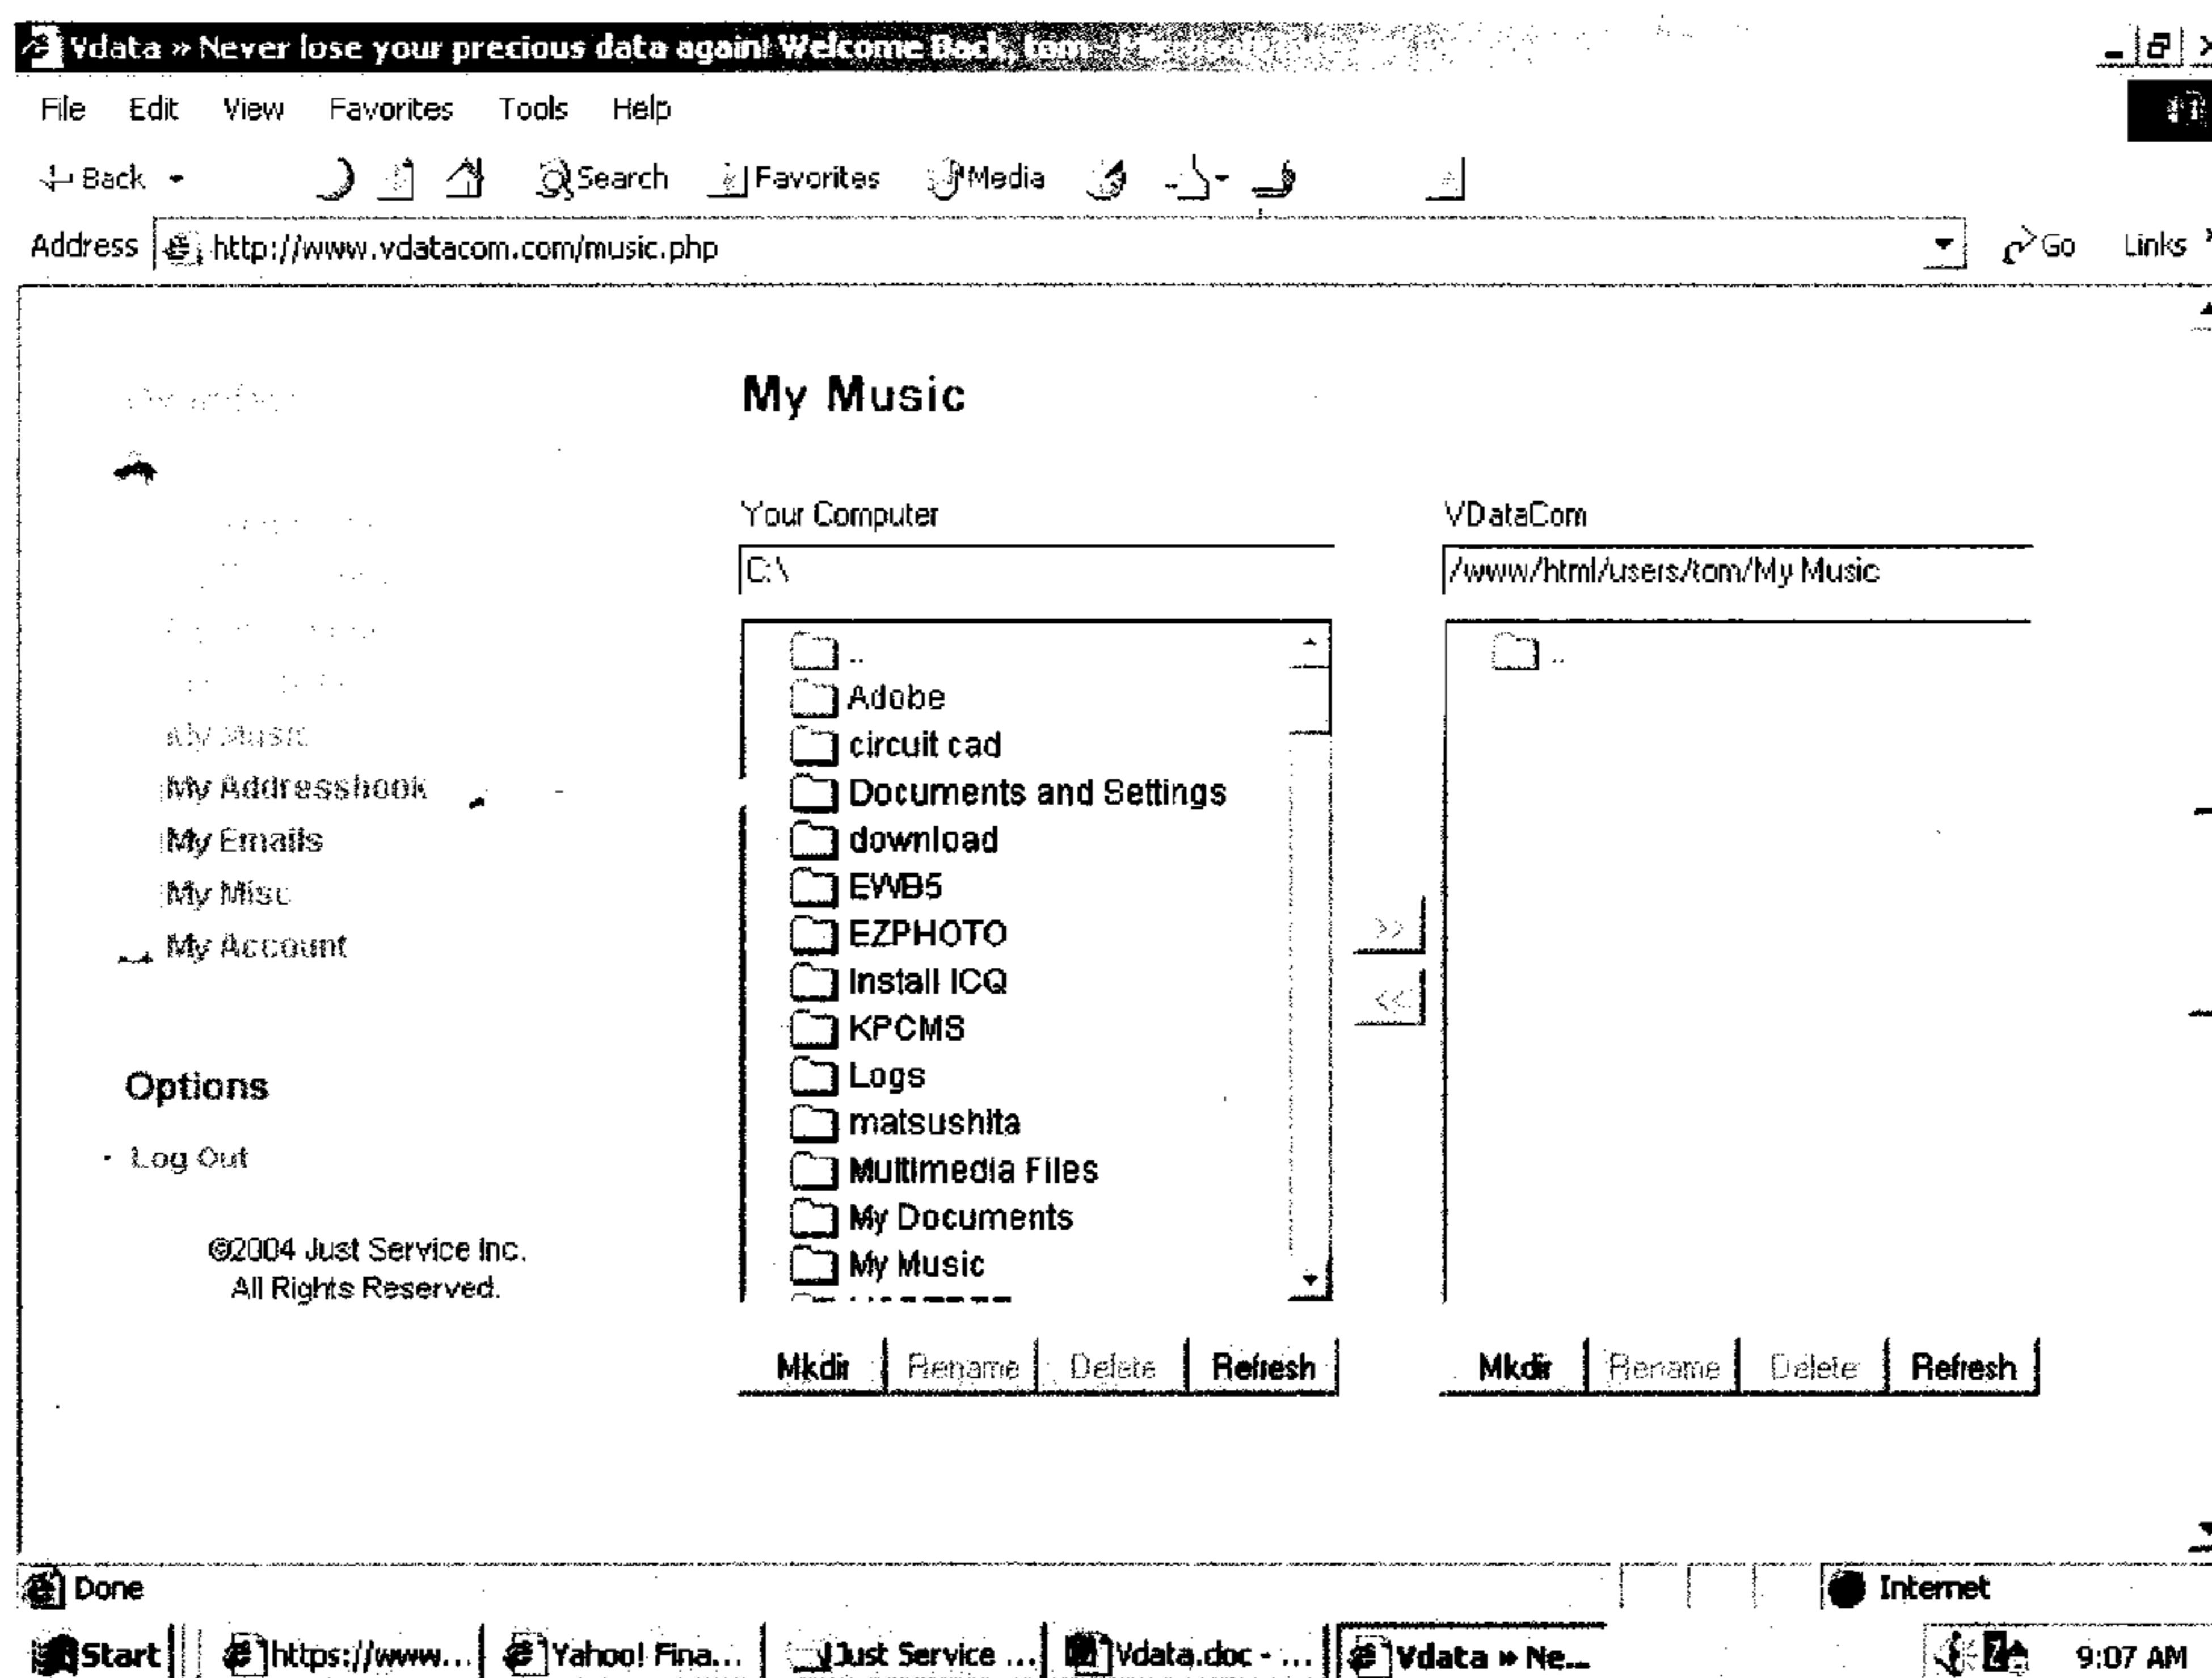 Vdata » Never lose your precious data again! Welcome Back, tom -
File Edit View Favorites Tools Help
Back Search Favorites Media
Address http://www.vdatacom.com/music.php Go Links »
My Music
Your Computer VDataCom
C:\ /www/html/users/tom/My Music
.. ..
Adobe
My Music circuit cad
My Addressbook Documents and Settings
My Emails download
My Misc EWB5
My Account EZPHOTO >>
Install ICQ <<
KPCMS
Options Logs
matsushita
Log Out Multimedia Files
My Documents
©2004 Just Service Inc. My Music
All Rights Reserved.
Mkdir Rename Delete Refresh Mkdir Rename Delete Refresh
Done Internet
Start https://www... Yahoo! Fina... Just Service ... Vdata.doc - ... Vdata » Ne... 9:07 AM